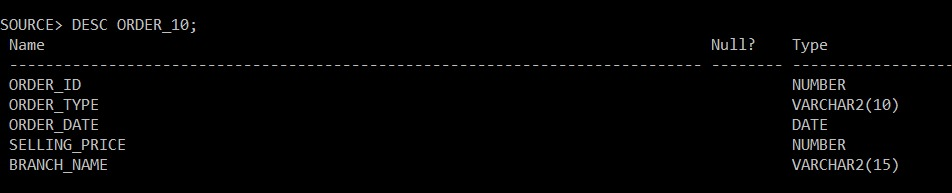 SOURCE> DESC ORDER_10;
Name Null? Type
----------------------------------------------------------------------------- -------- ------------------
ORDER_ID NUMBER
ORDER_TYPE VARCHAR2(10)
ORDER_DATE DATE
SELLING_PRICE NUMBER
BRANCH_NAME VARCHAR2(15)